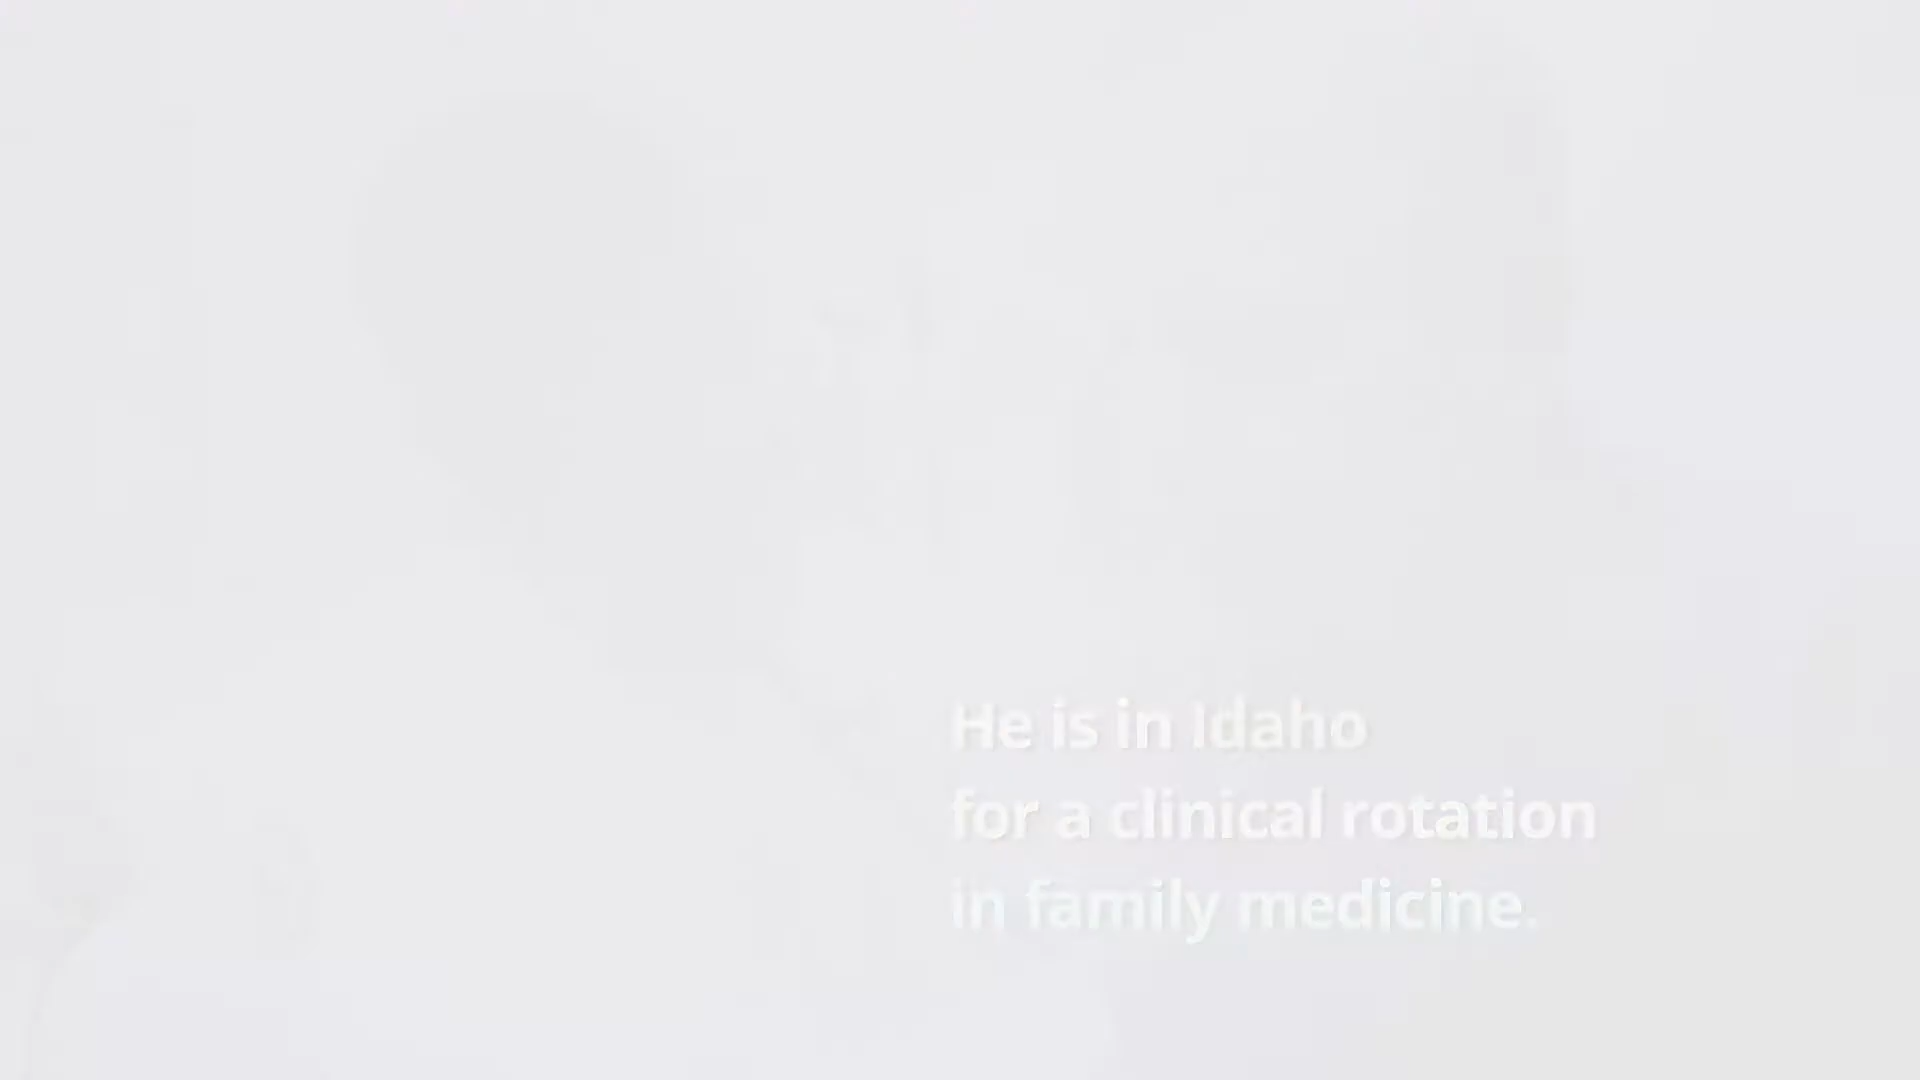 He is in Idaho
for a clinical rotation
in family medicine.